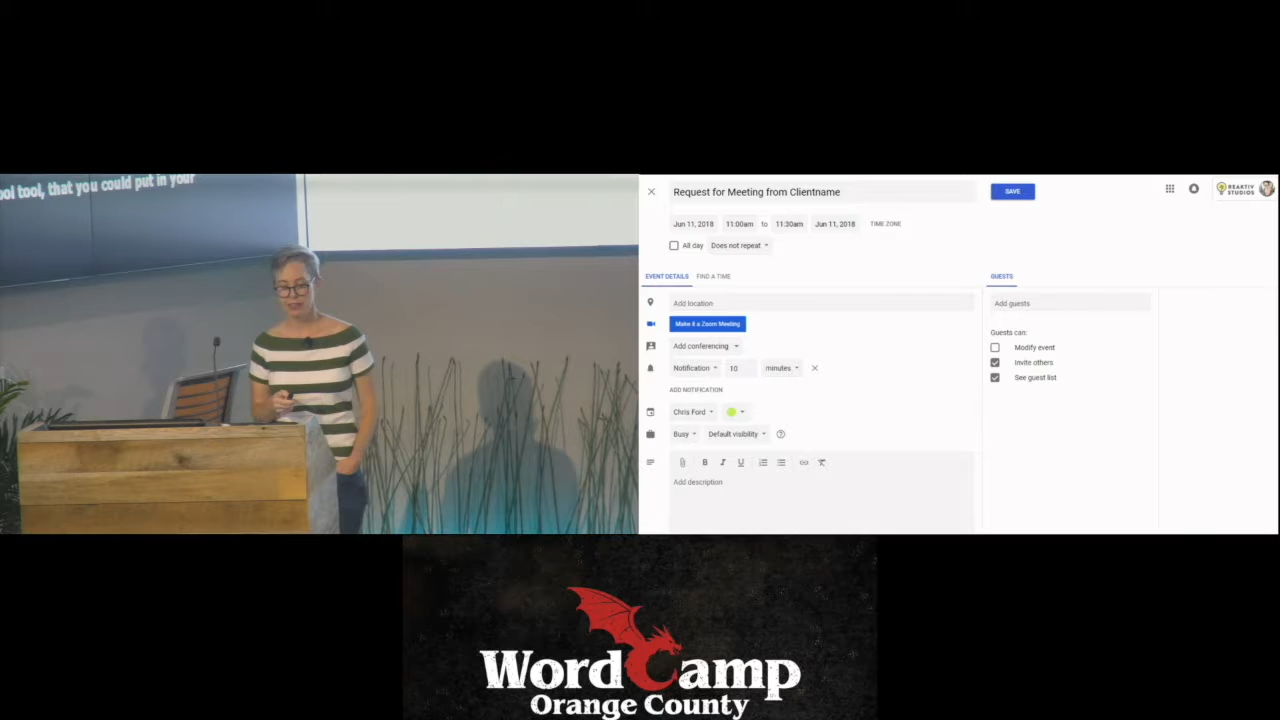 ool tool, that you could put in your
Request for Meeting from Clientname
SAVE
REAKTIV
STUDIOS
Jun 11, 2018 11:00am to 11:30am Jun 11, 2018 TIME ZONE
All day Does not repeat
EVENT DETAILS FIND A TIME
GUESTS
Add location
Add guests
Make it a Zoom Meeting
Guests can:
Add conferencing
Modify event
Invite others
Notification 10 minutes
See guest list
ADD NOTIFICATION
Chris Ford
Busy Default visibility
B I U
Add description
WordCamp
Orange County